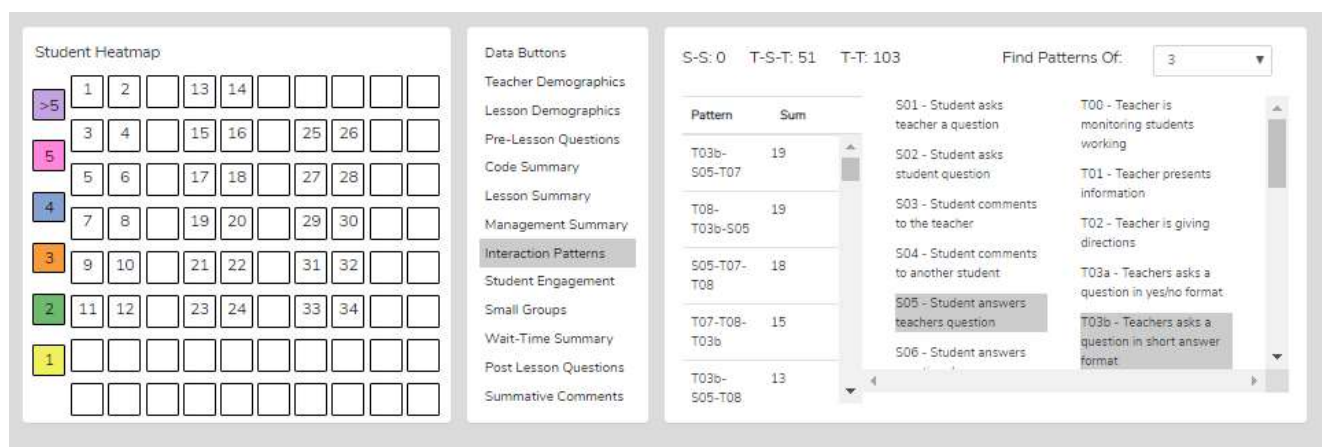 Student Heatmap
>5
5
4
3
2
1
1 2 13 14
3 4 15 16 25 26
5 6 17 18 27 28
7 8 19 20 29 30
9 10 21 22 31 32
11 12 23 24 33 34
Data Buttons
Teacher Demographics
Lesson Demographics
Pre-Lesson Questions
Code Summary
Lesson Summary
Management Summary
Interaction Patterns
Student Engagement
Small Groups
Wait-Time Summary
Post Lesson Questions
Summative Comments
S-S: 0 T-S-T: 51 T-T: 103 Find Patterns Of: 3
Pattern Sum
T03b- 19
S05-T07
T08- 19
T03b-S05
S05-T07- 18
T08
T07-T08- 15
T03b
T03b- 13
S05-T08
S01 - Student asks
teacher a question
S02 - Student asks
student question
S03 - Student comments
to the teacher
S04 - Student comments
to another student
S05 - Student answers
teachers question
S06 - Student answers
T00 - Teacher is
monitoring students
working
T01 - Teacher presents
information
T02 - Teacher is giving
directions
T03a - Teachers asks a
question in yes/no format
T03b - Teachers asks a
question in short answer
format